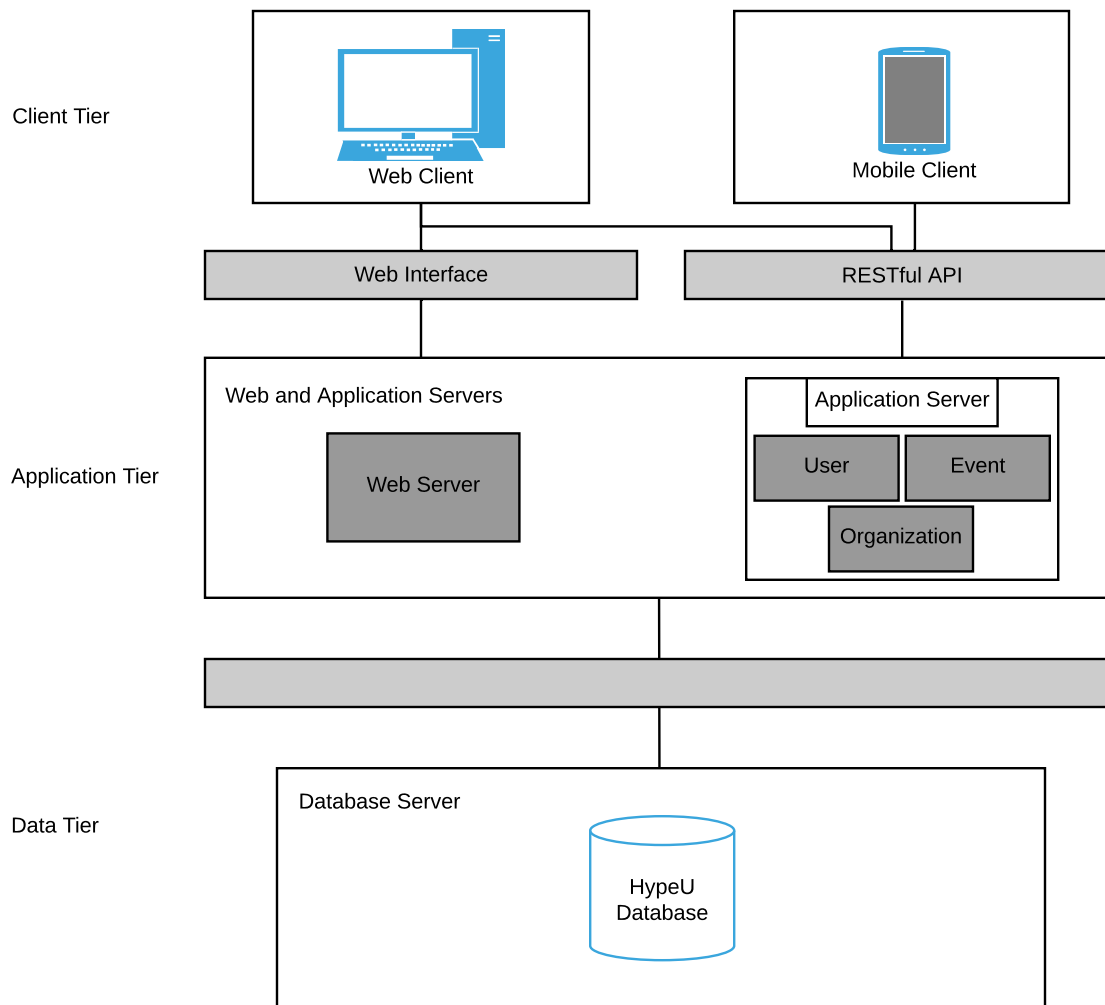 Client Tier
Web Client
Mobile Client
Web Interface
RESTful API
Application Tier
Web and Application Servers
Web Server
Application Server
User
Event
Organization
Data Tier
Database Server
HypeU
Database